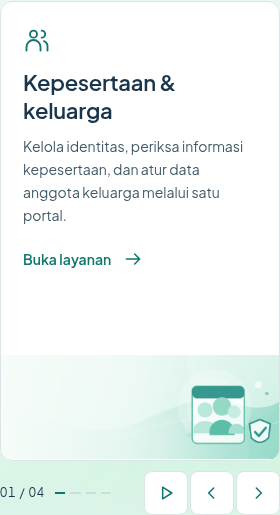 Kepesertaan &
keluarga
Kelola identitas, periksa informasi
kepesertaan, dan atur data
anggota keluarga melalui satu
portal.
Buka layanan
01 / 04